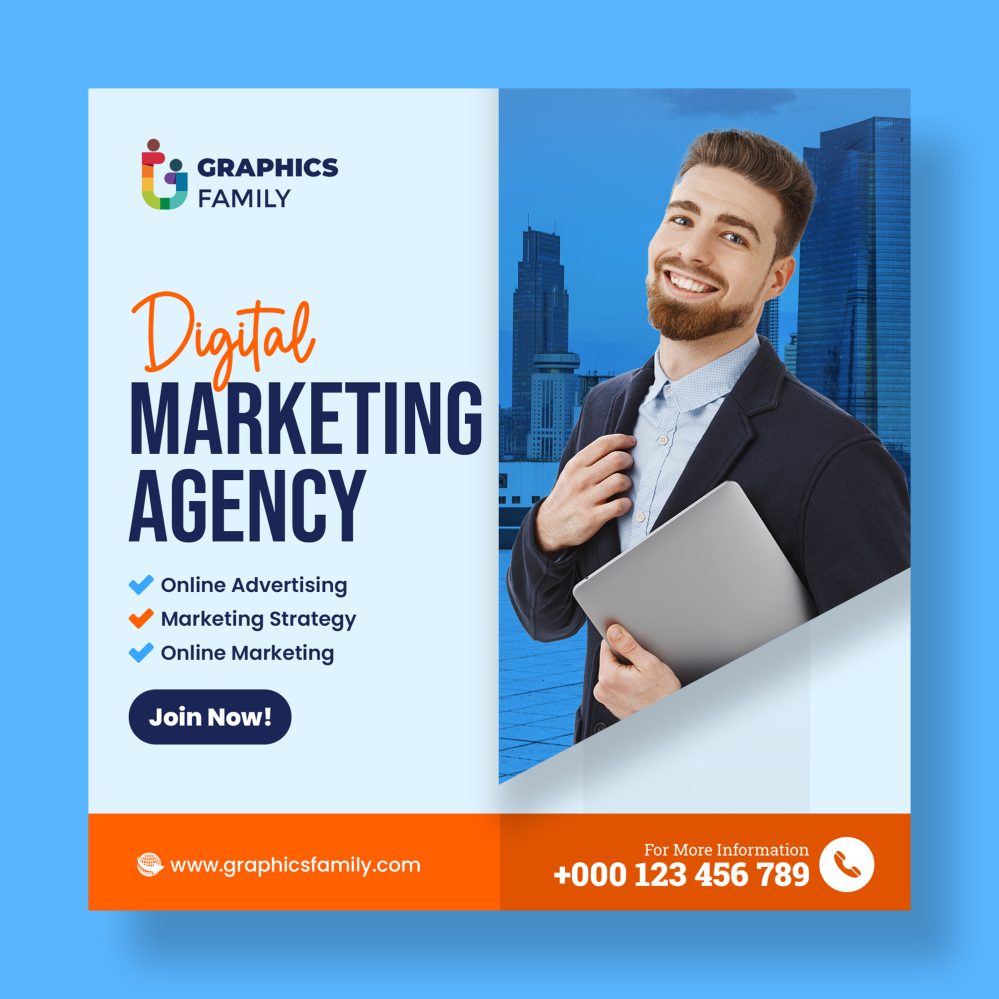 GRAPHICS
FAMILY
Digital
MARKETING
AGENCY
Online Advertising
Marketing Strategy
Online Marketing
Join Now!
www.graphicsfamily.com
For More Information
+000 123 456 789